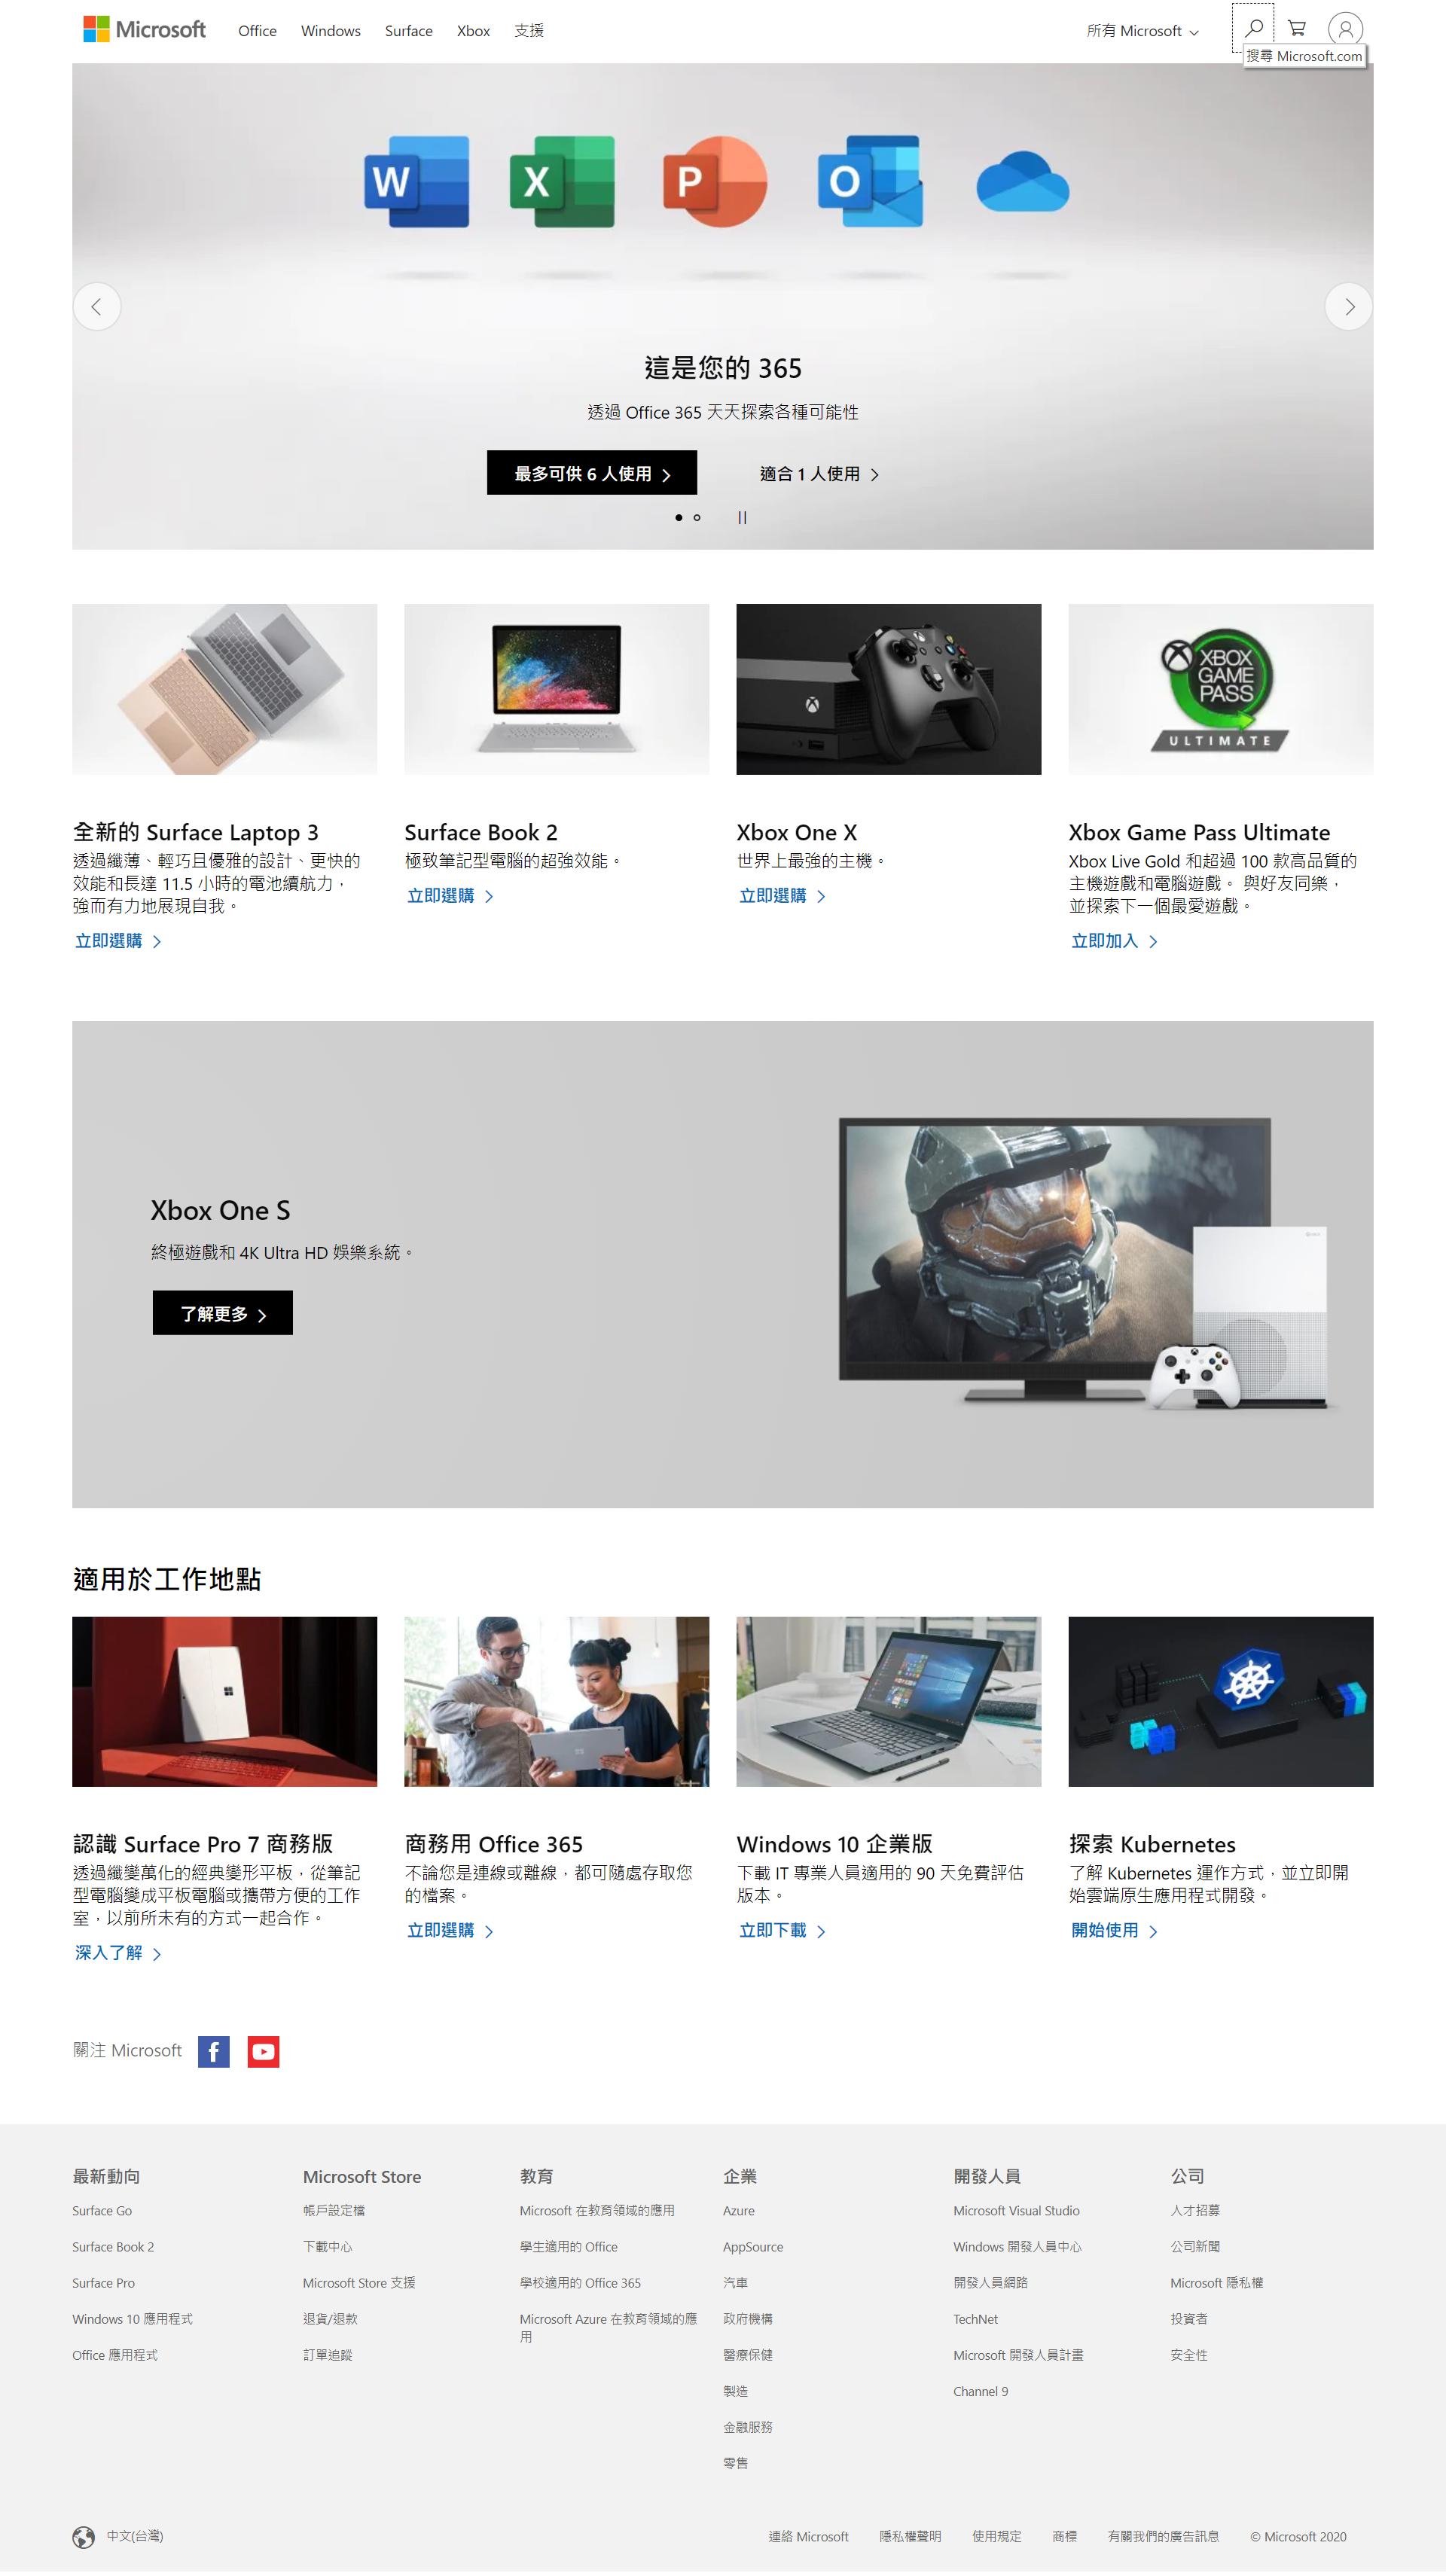 Microsoft
Office
Windows
Surface
Xbox
支援
所有 Microsoft
搜尋 Microsoft.com
W
X
P
O
這是您的 365
透過 Office 365 天天探索各種可能性
最多可供 6 人使用
適合 1 人使用
XBOX
GAME
PASS
ULTIMATE
全新的 Surface Laptop 3
透過纖薄、輕巧且優雅的設計、更快的
效能和長達 11.5 小時的電池續航力，
強而有力地展現自我。
立即選購
Surface Book 2
極致筆記型電腦的超強效能。
立即選購
Xbox One X
世界上最強的主機。
立即選購
Xbox Game Pass Ultimate
Xbox Live Gold 和超過 100 款高品質的
主機遊戲和電腦遊戲。 與好友同樂，
並探索下一個最愛遊戲。
立即加入
Xbox One S
終極遊戲和 4K Ultra HD 娛樂系統。
了解更多
適用於工作地點
認識 Surface Pro 7 商務版
透過纖變萬化的經典變形平板，從筆記
型電腦變成平板電腦或攜帶方便的工作
室，以前所未有的方式一起合作。
深入了解
商務用 Office 365
不論您是連線或離線，都可隨處存取您
的檔案。
立即選購
Windows 10 企業版
下載 IT 專業人員適用的 90 天免費評估
版本。
立即下載
探索 Kubernetes
了解 Kubernetes 運作方式，並立即開
始雲端原生應用程式開發。
開始使用
關注 Microsoft
最新動向
Surface Go
Surface Book 2
Surface Pro
Windows 10 應用程式
Office 應用程式
Microsoft Store
帳戶設定檔
下載中心
Microsoft Store 支援
退貨/退款
訂單追蹤
教育
Microsoft 在教育領域的應用
學生適用的 Office
學校適用的 Office 365
Microsoft Azure 在教育領域的應
用
企業
Azure
AppSource
汽車
政府機構
醫療保健
製造
金融服務
零售
開發人員
Microsoft Visual Studio
Windows 開發人員中心
開發人員網路
TechNet
Microsoft 開發人員計畫
Channel 9
公司
人才招募
公司新聞
Microsoft 隱私權
投資者
安全性
中文(台灣)
連絡 Microsoft
隱私權聲明
使用規定
商標
有關我們的廣告訊息
© Microsoft 2020